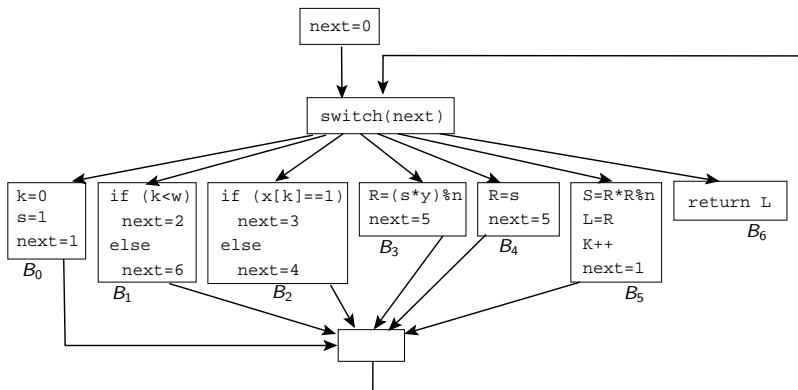 next=0
switch(next)
k=0
s=1
next=1
B0
if (k<w)
next=2
else
next=6
B1
if (x[k]==1)
next=3
else
next=4
B2
R=(s*y)%n
next=5
B3
R=s
next=5
B4
S=R*R%n
L=R
K++
next=1
B5
return L
B6